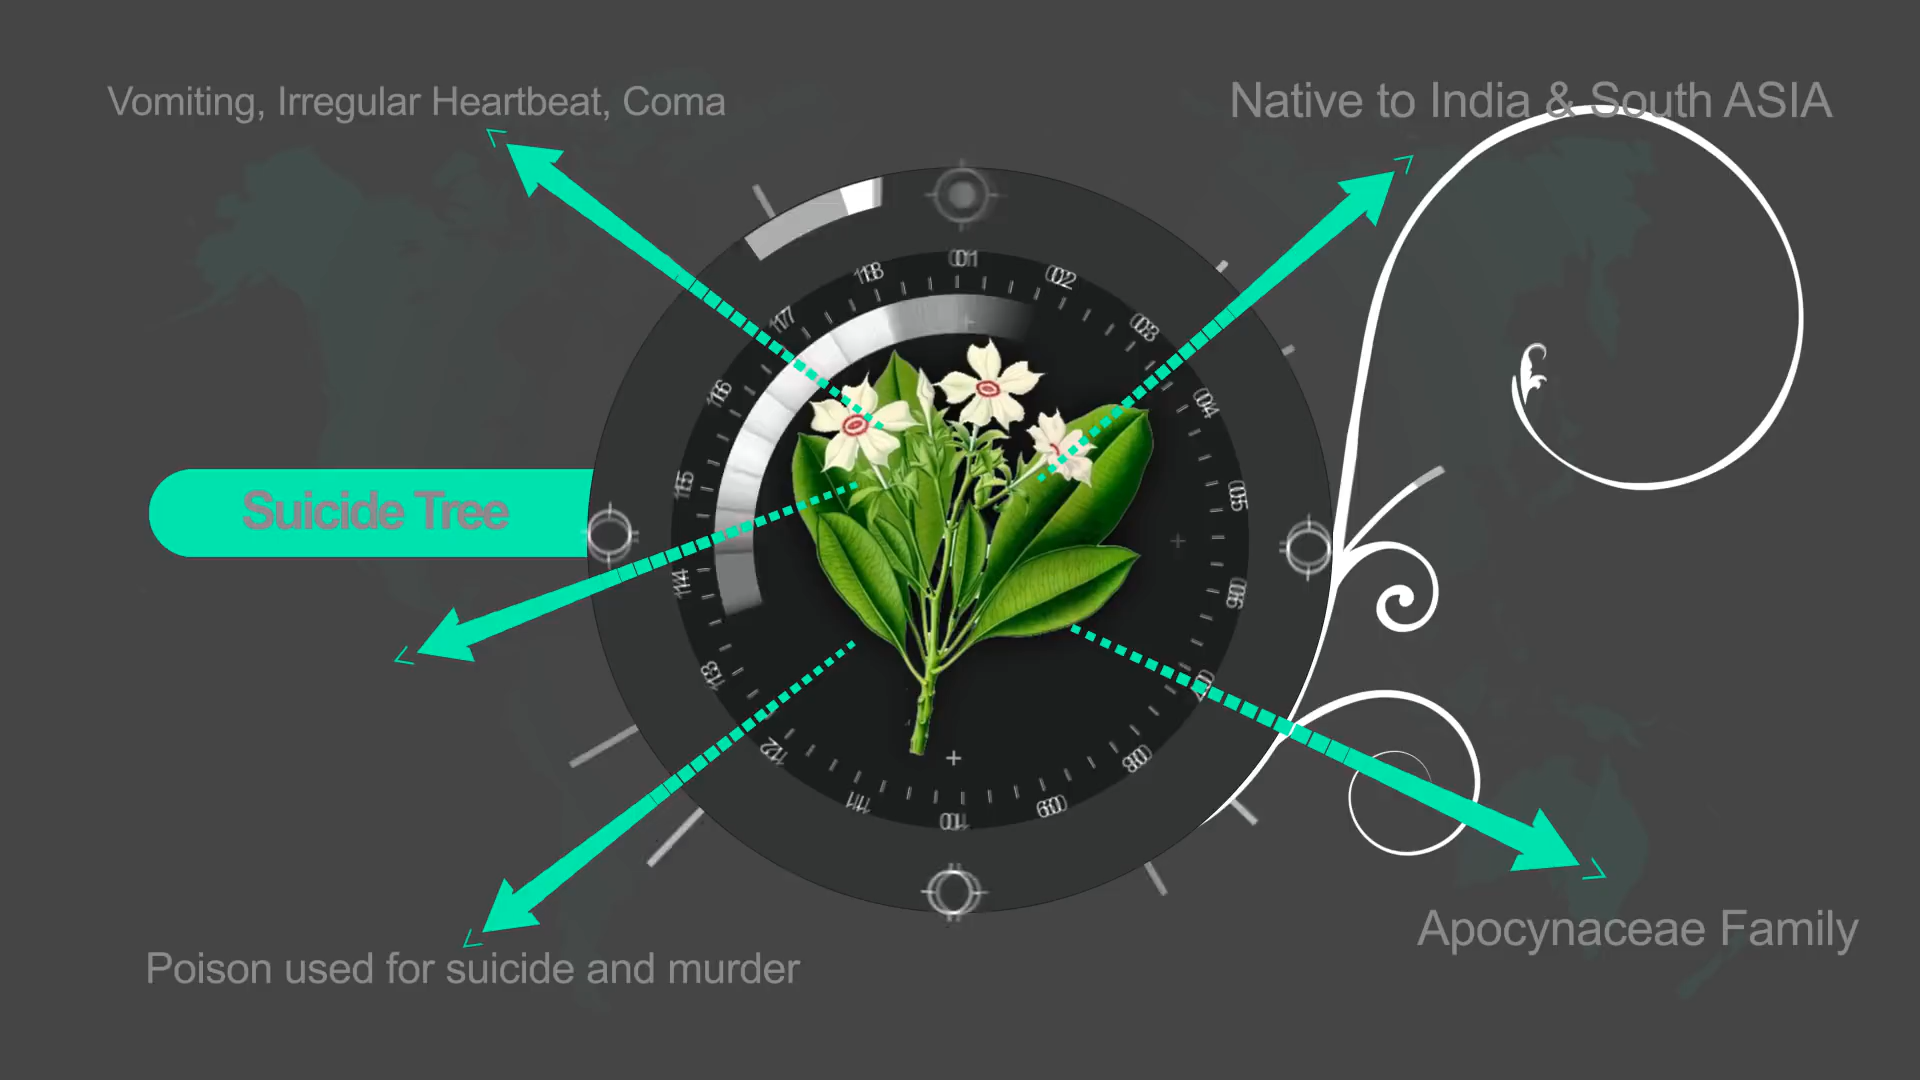 Vomiting, Irregular Heartbeat, Coma
Native to India & South ASIA
Suicide Tree
Poison used for suicide and murder
Apocynaceae Family